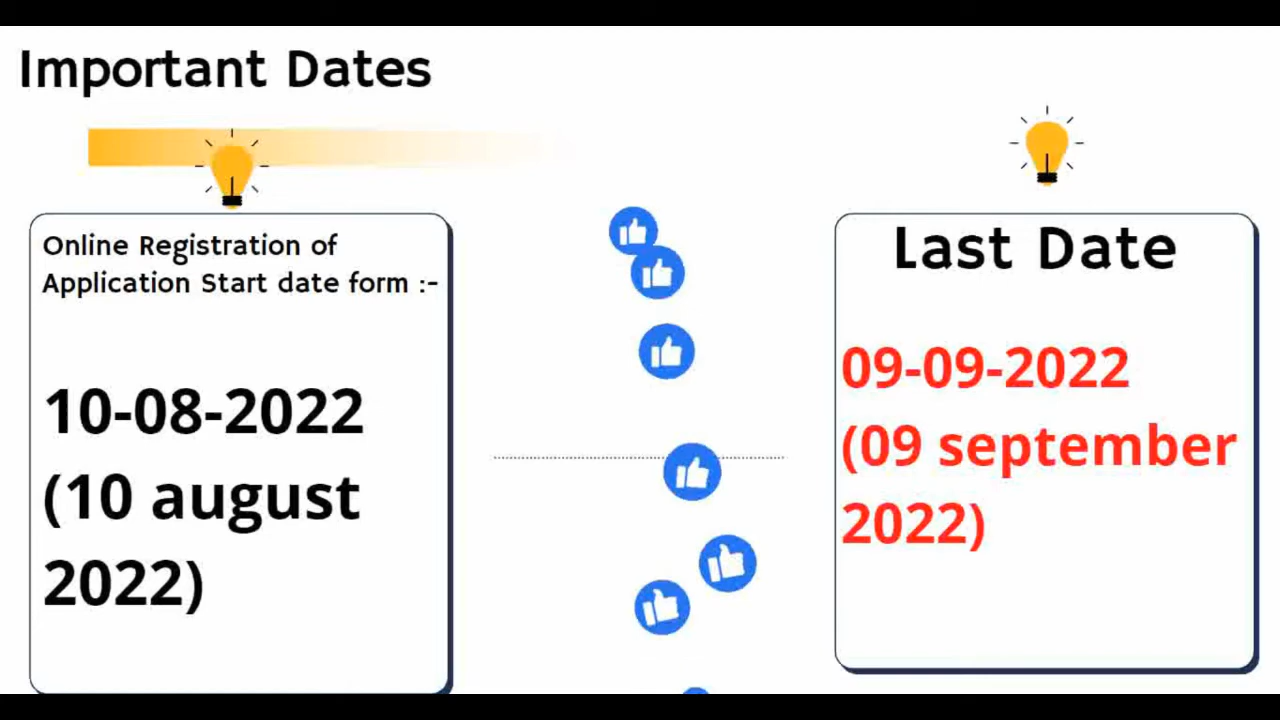 Important Dates
Online Registration of
Application Start date form :-
10-08-2022
(10 august
2022)
Last Date
09-09-2022
(09 september
2022)